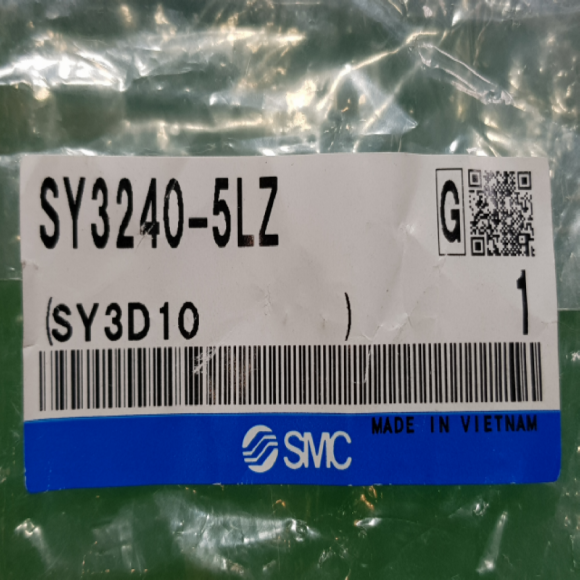 SY3240-5LZ
G
(SY3D10 )
1
MADE IN VIETNAM
SMC